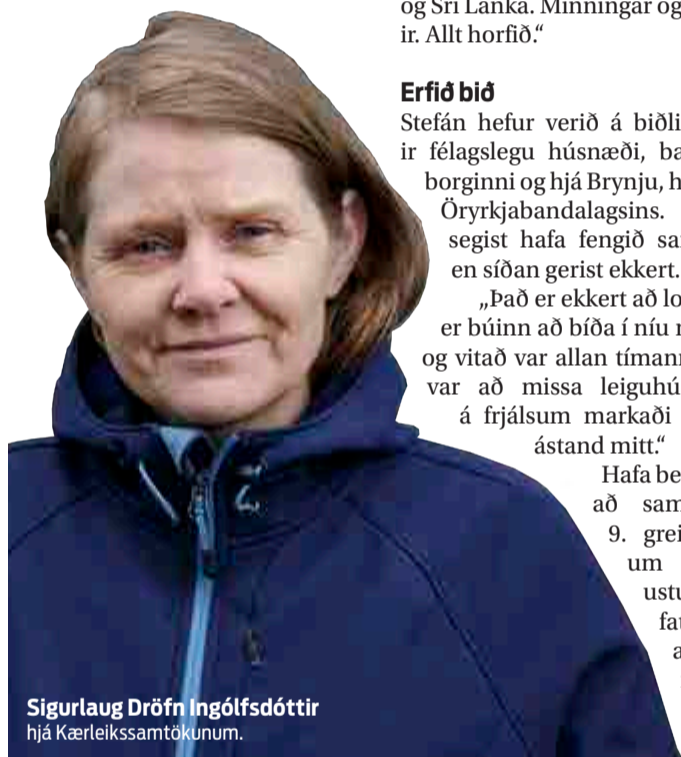 og Sri Lanka. Minningar og
ir. Allt horfið.“
Erfið bið
Stefán hefur verið á biðli
ir félagslegu húsnæði, ba
borginni og hjá Brynju, h
Öryrkjabandalagsins.
segist hafa fengið sa
en síðan gerist ekkert.
„Það er ekkert að lo
er búinn að bíða í níu
og vitað var allan tíman
var að missa leiguhú
á frjálsum markaði
ástand mitt.“
Hafa be
að sam
9. grei
um
ustu
fa
a
Sigurlaug Dröfn Ingólfsdóttir
hjá Kærleikssamtökunum.